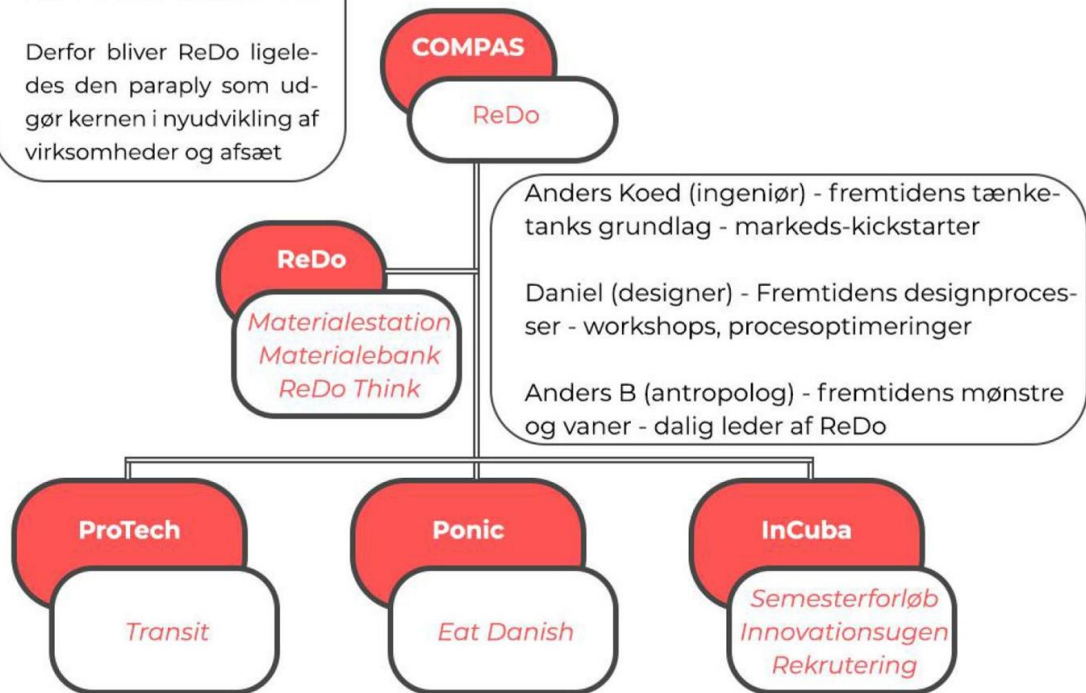 Derfor bliver ReDo ligele-
des den paraply som ud-
gør kernen i nyudvikling af
virksomheder og afsæt
COMPAS
ReDo
Anders Koed (ingeniør) - fremtidens tænke-
tanks grundlag - markeds-kickstarter
Daniel (designer) - Fremtidens designproces-
ser - workshops, procesoptimeringer
Anders B (antropolog) - fremtidens mønstre
og vaner - dalig leder af ReDo
ReDo
Materialestation
Materialebank
ReDo Think
ProTech
Transit
Ponic
Eat Danish
InCuba
Semesterforløb
Innovationsugen
Rekrutering